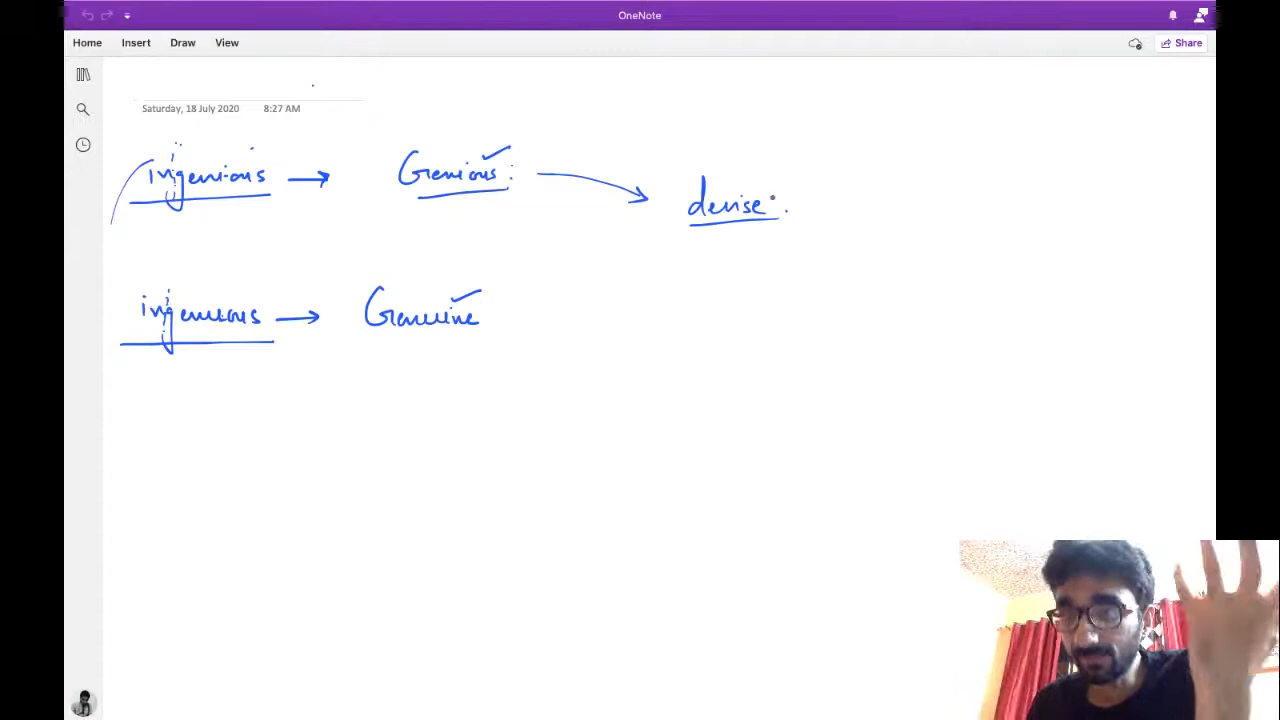 OneNote
Home Insert Draw View Share
Saturday, 18 July 2020 8:27 AM
ingenious → Genious:
devise.
ingenuous → Genuine